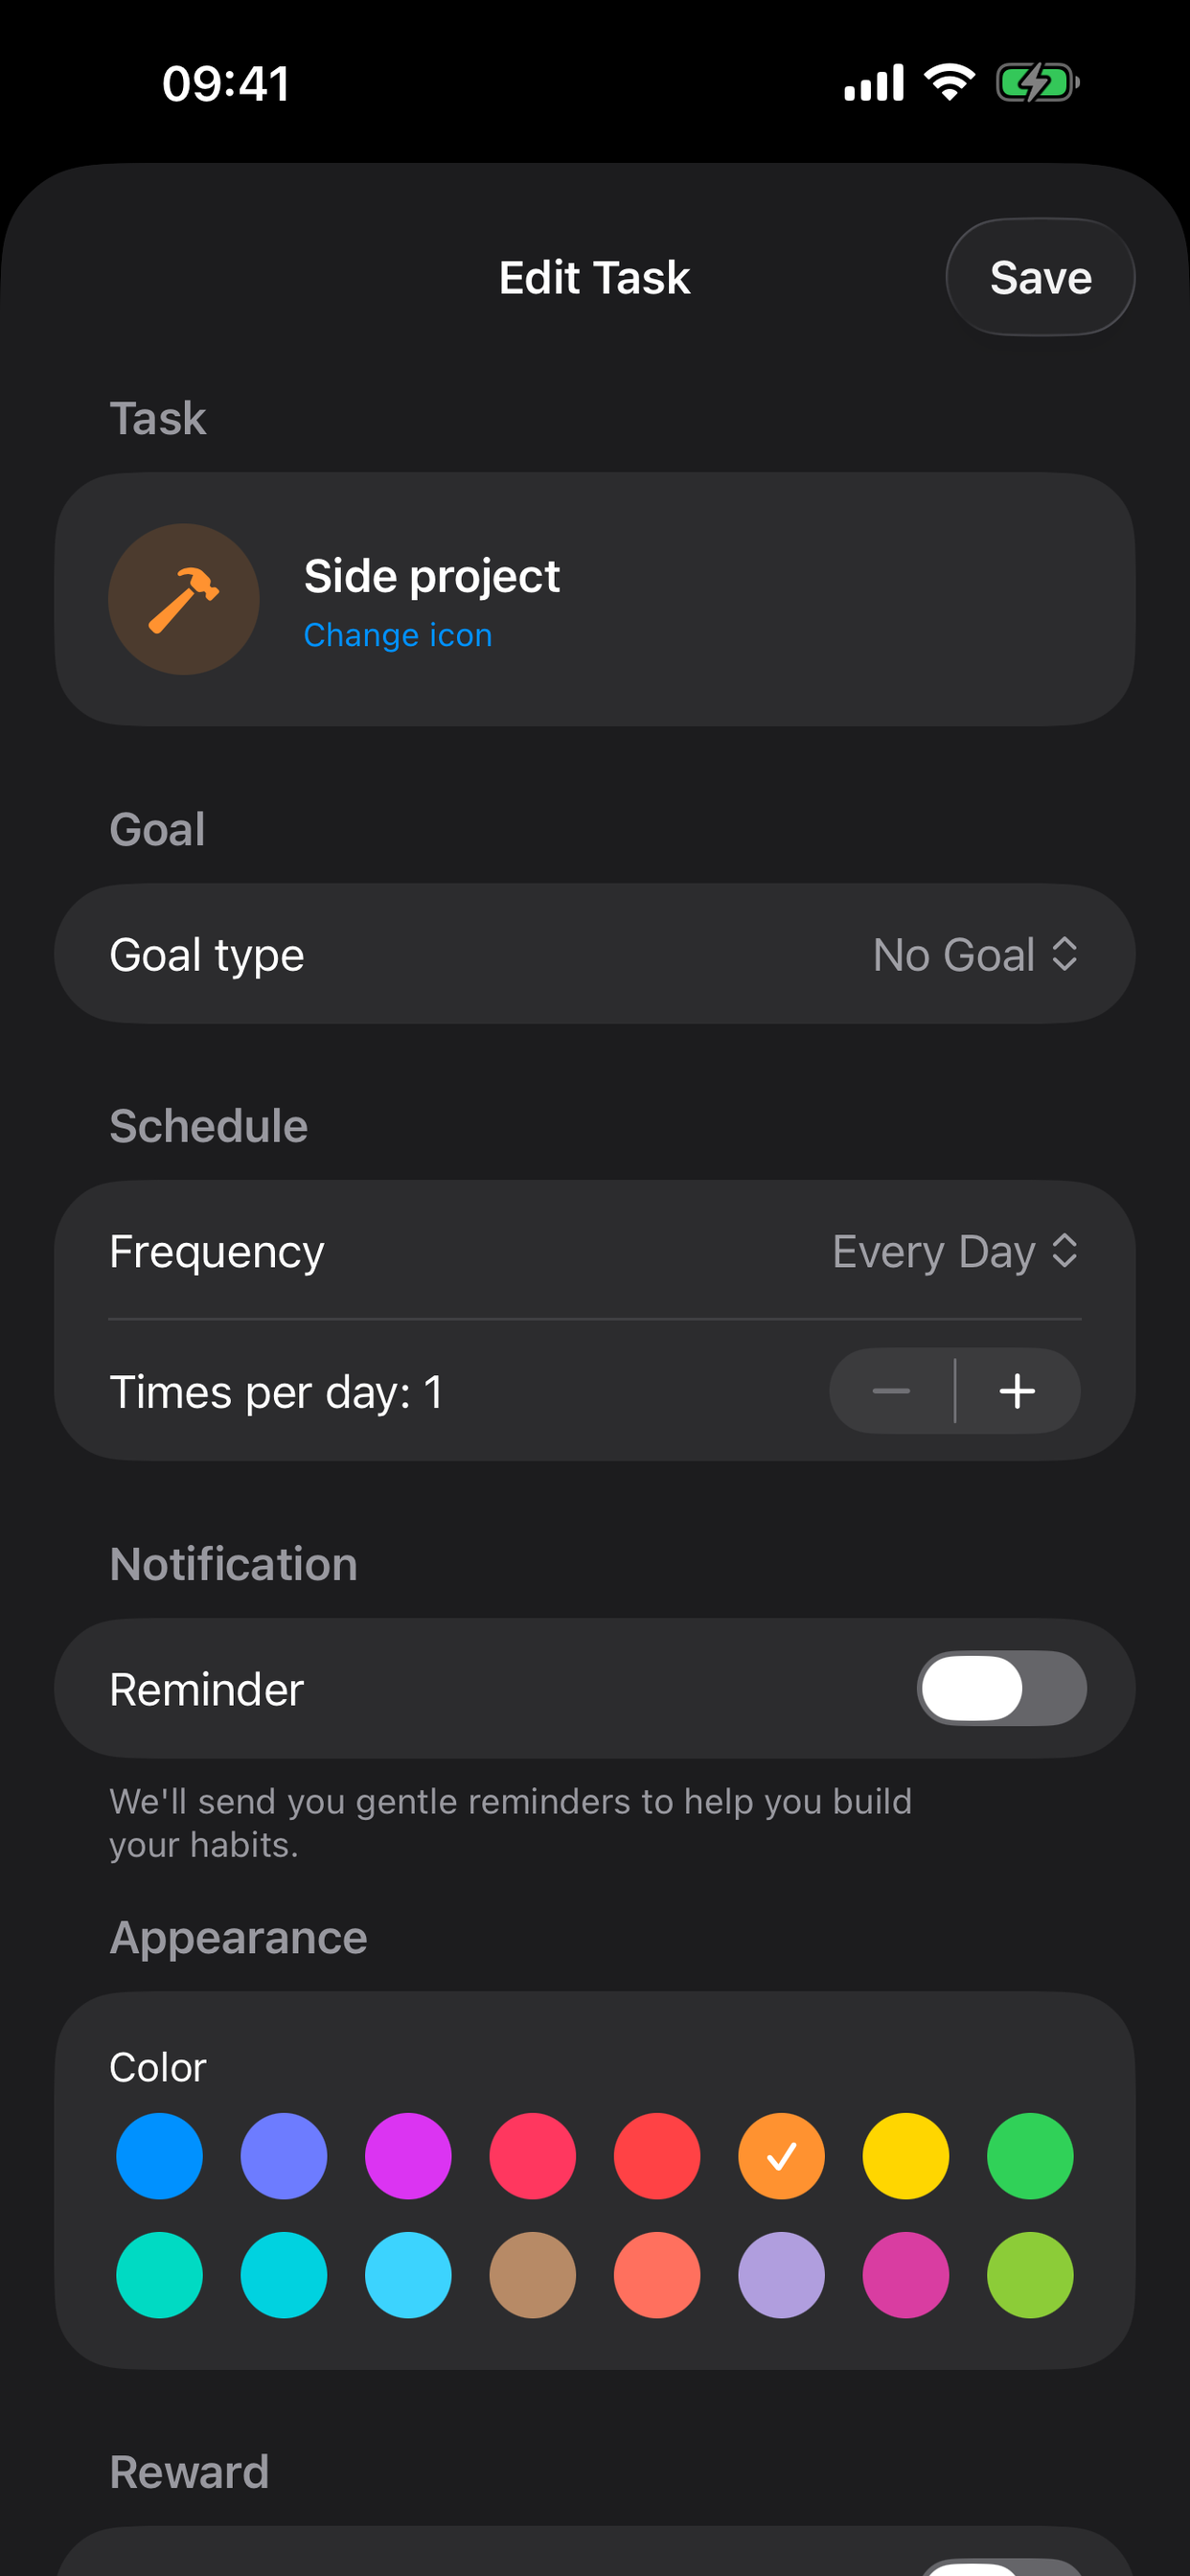 09:41
Edit Task
Save
Task
Side project
Change icon
Goal
Goal type
No Goal
Schedule
Frequency
Every Day
Times per day: 1
Notification
Reminder
We'll send you gentle reminders to help you build
your habits.
Appearance
Color
Reward